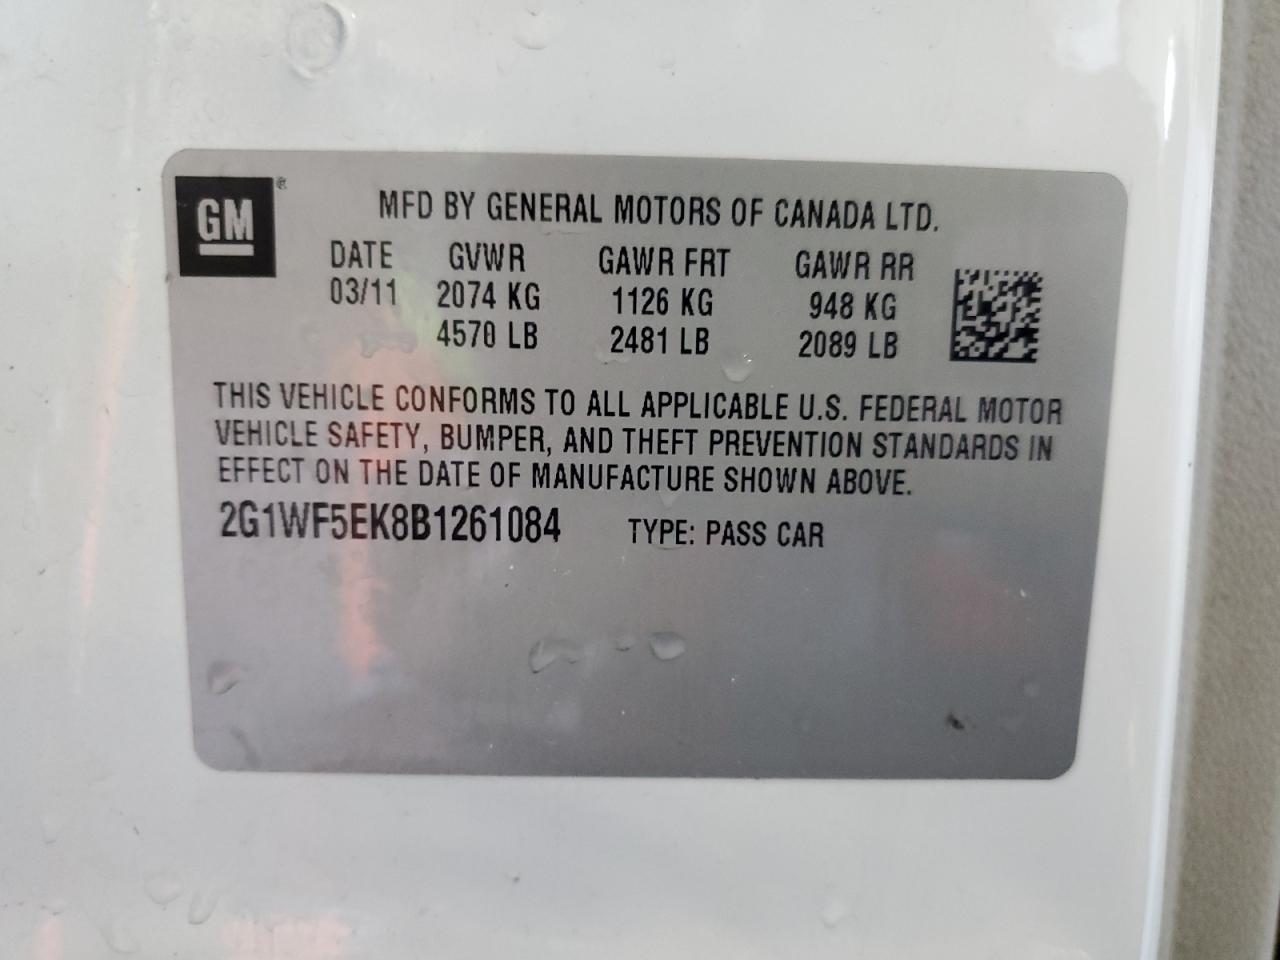 GM ®
MFD BY GENERAL MOTORS OF CANADA LTD.
DATE GVWR GAWR FRT GAWR RR
03/11 2074 KG 1126 KG 948 KG
4570 LB 2481 LB 2089 LB
THIS VEHICLE CONFORMS TO ALL APPLICABLE U.S. FEDERAL MOTOR
VEHICLE SAFETY, BUMPER, AND THEFT PREVENTION STANDARDS IN
EFFECT ON THE DATE OF MANUFACTURE SHOWN ABOVE.
2G1WF5EK8B1261084 TYPE: PASS CAR